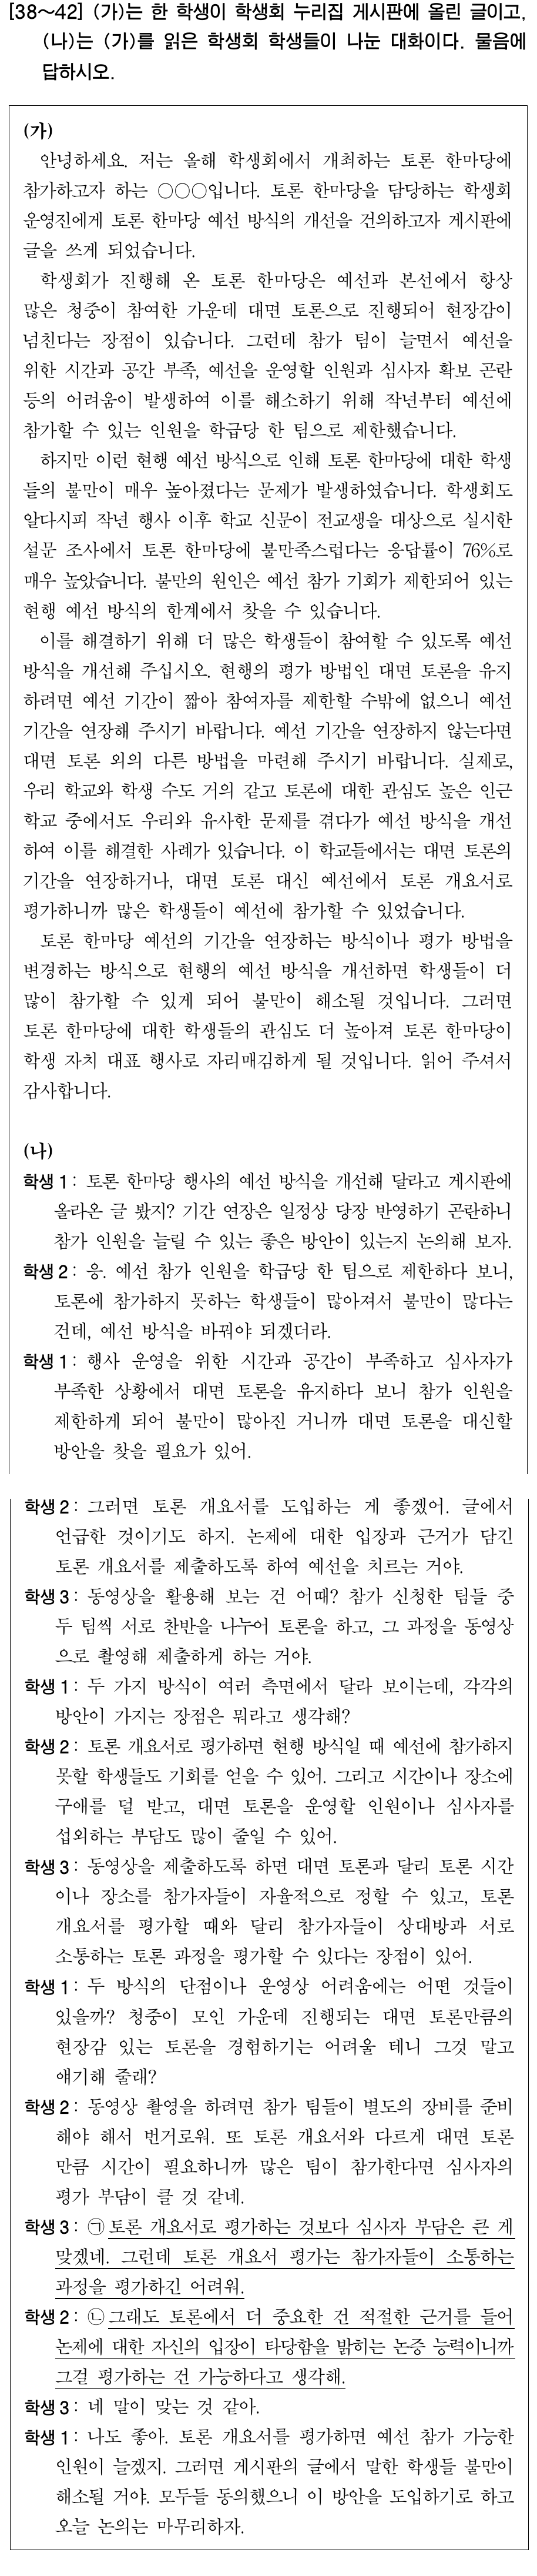 [38～42] (가)는 한 학생이 학생회 누리집 게시판에 올린 글이고,
(나)는 (가)를 읽은 학생회 학생들이 나눈 대화이다. 물음에
답하시오.
(가)
안녕하세요. 저는 올해 학생회에서 개최하는 토론 한마당에
참가하고자 하는 ○○○입니다. 토론 한마당을 담당하는 학생회
운영진에게 토론 한마당 예선 방식의 개선을 건의하고자 게시판에
글을 쓰게 되었습니다.
학생회가 진행해 온 토론 한마당은 예선과 본선에서 항상
많은 청중이 참여한 가운데 대면 토론으로 진행되어 현장감이
넘친다는 장점이 있습니다. 그런데 참가 팀이 늘면서 예선을
위한 시간과 공간 부족, 예선을 운영할 인원과 심사자 확보 곤란
등의 어려움이 발생하여 이를 해소하기 위해 작년부터 예선에
참가할 수 있는 인원을 학급당 한 팀으로 제한했습니다.
하지만 이런 현행 예선 방식으로 인해 토론 한마당에 대한 학생
들의 불만이 매우 높아졌다는 문제가 발생하였습니다. 학생회도
알다시피 작년 행사 이후 학교 신문이 전교생을 대상으로 실시한
설문 조사에서 토론 한마당에 불만족스럽다는 응답률이 76%로
매우 높았습니다. 불만의 원인은 예선 참가 기회가 제한되어 있는
현행 예선 방식의 한계에서 찾을 수 있습니다.
이를 해결하기 위해 더 많은 학생들이 참여할 수 있도록 예선
방식을 개선해 주십시오. 현행의 평가 방법인 대면 토론을 유지
하려면 예선 기간이 짧아 참여자를 제한할 수밖에 없으니 예선
기간을 연장해 주시기 바랍니다. 예선 기간을 연장하지 않는다면
대면 토론 외의 다른 방법을 마련해 주시기 바랍니다. 실제로,
우리 학교와 학생 수도 거의 같고 토론에 대한 관심도 높은 인근
학교 중에서도 우리와 유사한 문제를 겪다가 예선 방식을 개선
하여 이를 해결한 사례가 있습니다. 이 학교들에서는 대면 토론의
기간을 연장하거나, 대면 토론 대신 예선에서 토론 개요서로
평가하니까 많은 학생들이 예선에 참가할 수 있었습니다.
토론 한마당 예선의 기간을 연장하는 방식이나 평가 방법을
변경하는 방식으로 현행의 예선 방식을 개선하면 학생들이 더
많이 참가할 수 있게 되어 불만이 해소될 것입니다. 그러면
토론 한마당에 대한 학생들의 관심도 더 높아져 토론 한마당이
학생 자치 대표 행사로 자리매김하게 될 것입니다. 읽어 주셔서
감사합니다.
(나)
학생 1 : 토론 한마당 행사의 예선 방식을 개선해 달라고 게시판에
올라온 글 봤지? 기간 연장은 일정상 당장 반영하기 곤란하니
참가 인원을 늘릴 수 있는 좋은 방안이 있는지 논의해 보자.
학생 2 : 응. 예선 참가 인원을 학급당 한 팀으로 제한하다 보니,
토론에 참가하지 못하는 학생들이 많아져서 불만이 많다는
건데, 예선 방식을 바꿔야 되겠더라.
학생 1 : 행사 운영을 위한 시간과 공간이 부족하고 심사자가
부족한 상황에서 대면 토론을 유지하다 보니 참가 인원을
제한하게 되어 불만이 많아진 거니까 대면 토론을 대신할
방안을 찾을 필요가 있어.
학생 2 : 그러면 토론 개요서를 도입하는 게 좋겠어. 글에서
언급한 것이기도 하지. 논제에 대한 입장과 근거가 담긴
토론 개요서를 제출하도록 하여 예선을 치르는 거야.
학생 3 : 동영상을 활용해 보는 건 어때? 참가 신청한 팀들 중
두 팀씩 서로 찬반을 나누어 토론을 하고, 그 과정을 동영상
으로 촬영해 제출하게 하는 거야.
학생 1 : 두 가지 방식이 여러 측면에서 달라 보이는데, 각각의
방안이 가지는 장점은 뭐라고 생각해?
학생 2 : 토론 개요서로 평가하면 현행 방식일 때 예선에 참가하지
못할 학생들도 기회를 얻을 수 있어. 그리고 시간이나 장소에
구애를 덜 받고, 대면 토론을 운영할 인원이나 심사자를
섭외하는 부담도 많이 줄일 수 있어.
학생 3 : 동영상을 제출하도록 하면 대면 토론과 달리 토론 시간
이나 장소를 참가자들이 자율적으로 정할 수 있고, 토론
개요서를 평가할 때와 달리 참가자들이 상대방과 서로
소통하는 토론 과정을 평가할 수 있다는 장점이 있어.
학생 1 : 두 방식의 단점이나 운영상 어려움에는 어떤 것들이
있을까? 청중이 모인 가운데 진행되는 대면 토론만큼의
현장감 있는 토론을 경험하기는 어려울 테니 그것 말고
얘기해 줄래?
학생 2 : 동영상 촬영을 하려면 참가 팀들이 별도의 장비를 준비
해야 해서 번거로워. 또 토론 개요서와 다르게 대면 토론
만큼 시간이 필요하니까 많은 팀이 참가한다면 심사자의
평가 부담이 클 것 같네.
학생 3 : ㉠토론 개요서로 평가하는 것보다 심사자 부담은 큰 게
맞겠네. 그런데 토론 개요서 평가는 참가자들이 소통하는
과정을 평가하긴 어려워.
학생 2 : ㉡그래도 토론에서 더 중요한 건 적절한 근거를 들어
논제에 대한 자신의 입장이 타당함을 밝히는 논증 능력이니까
그걸 평가하는 건 가능하다고 생각해.
학생 3 : 네 말이 맞는 것 같아.
학생 1 : 나도 좋아. 토론 개요서를 평가하면 예선 참가 가능한
인원이 늘겠지. 그러면 게시판의 글에서 말한 학생들 불만이
해소될 거야. 모두들 동의했으니 이 방안을 도입하기로 하고
오늘 논의는 마무리하자.